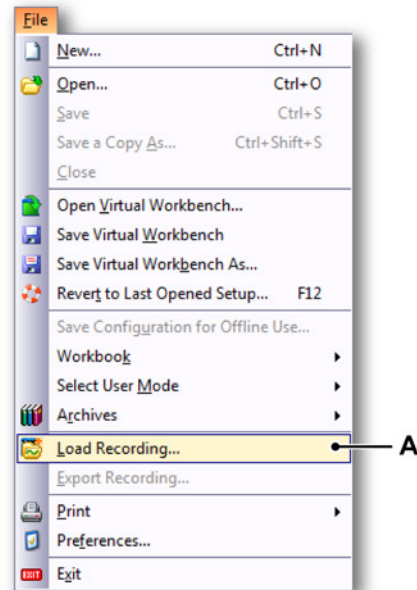 File
New... Ctrl+N
Open... Ctrl+O
Save Ctrl+S
Save a Copy As... Ctrl+Shift+S
Close
Open Virtual Workbench...
Save Virtual Workbench
Save Virtual Workbench As...
Revert to Last Opened Setup... F12
Save Configuration for Offline Use...
Workbook
Select User Mode
Archives
Load Recording... A
Export Recording...
Print
Preferences...
EXIT Exit